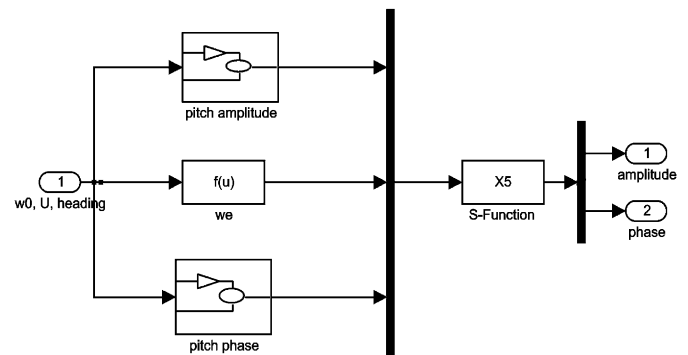 pitch amplitude
1
w0, U, heading
f(u)
we
X5
S-Function
1
amplitude
2
phase
pitch phase